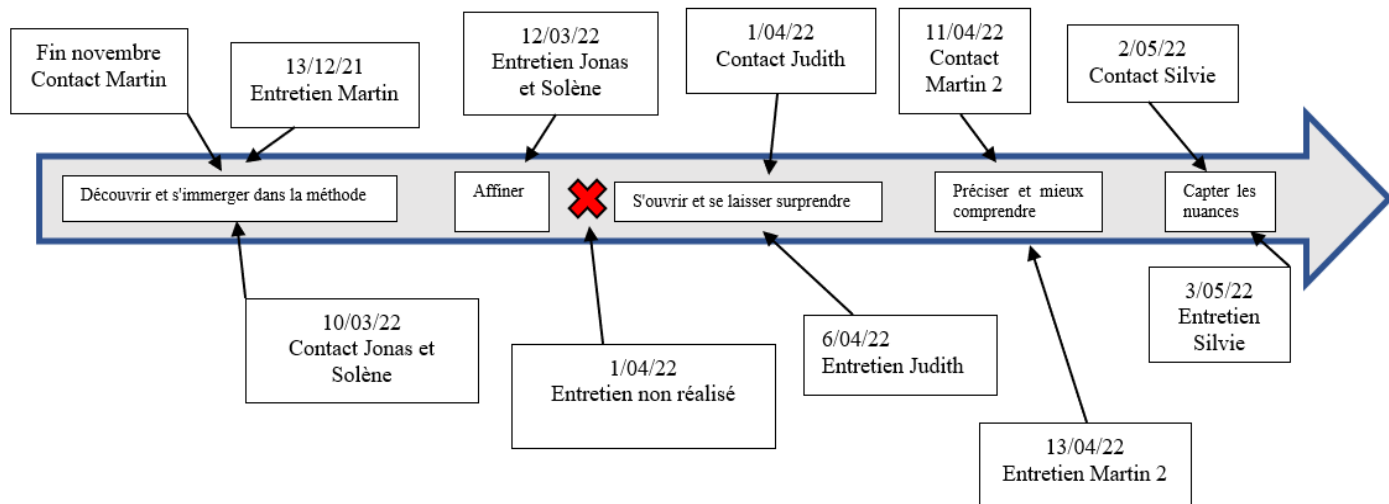 Fin novembre
Contact Martin
13/12/21
Entretien Martin
12/03/22
Entretien Jonas
et Solène
1/04/22
Contact Judith
11/04/22
Contact
Martin 2
2/05/22
Contact Silvie
Découvrir et s'immerger dans la méthode
Affiner
S'ouvrir et se laisser surprendre
Préciser et mieux
comprendre
Capter les
nuances
10/03/22
Contact Jonas et
Solène
1/04/22
Entretien non réalisé
6/04/22
Entretien Judith
13/04/22
Entretien Martin 2
3/05/22
Entretien
Silvie